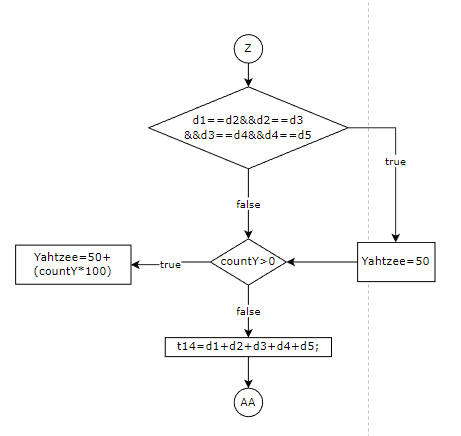 Z
d1==d2&&d2==d3
&&d3==d4&&d4==d5
true
false
Yahtzee=50+
(countY*100)
true
countY>0
Yahtzee=50
false
t14=d1+d2+d3+d4+d5;
AA